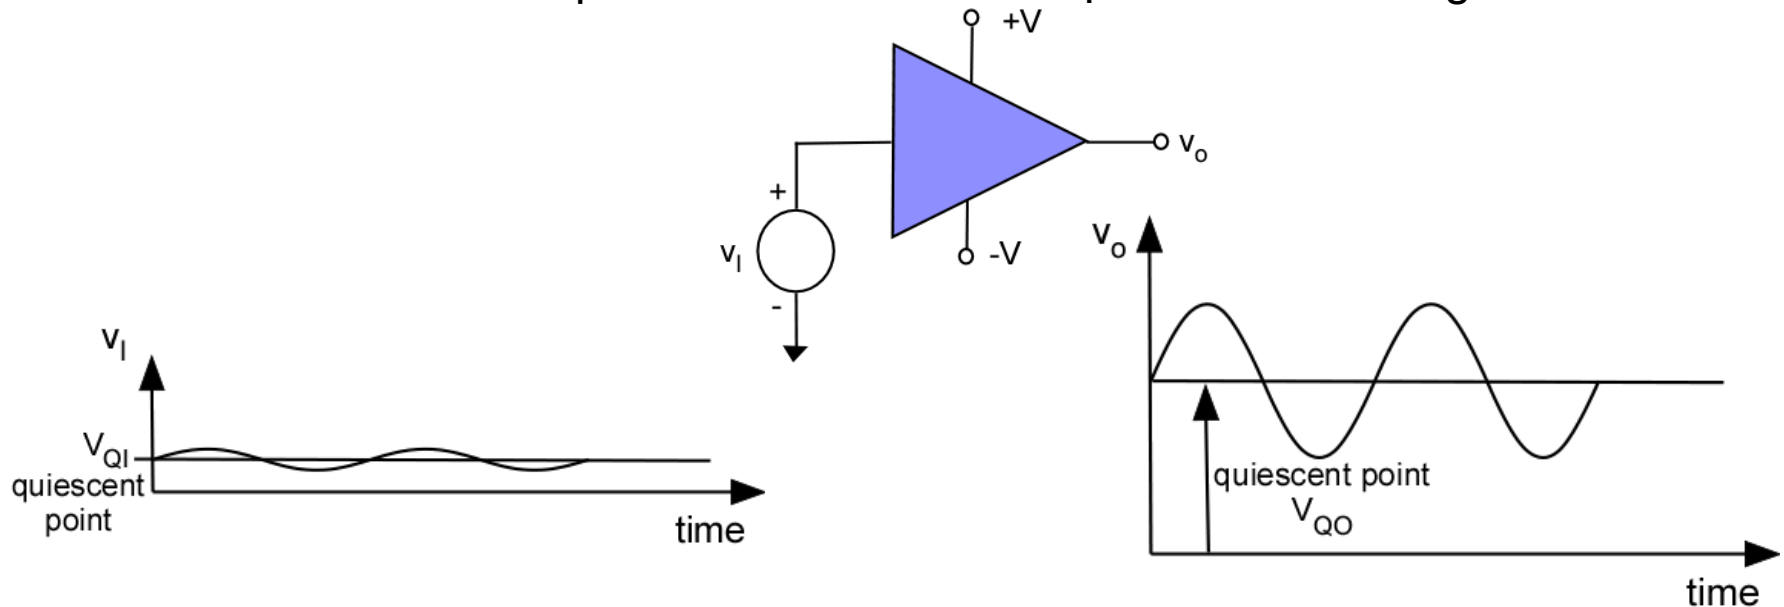 +V
vo
+
vI
-
-V
vI
VQI
quiescent
point
time
vo
quiescent point
VQO
time